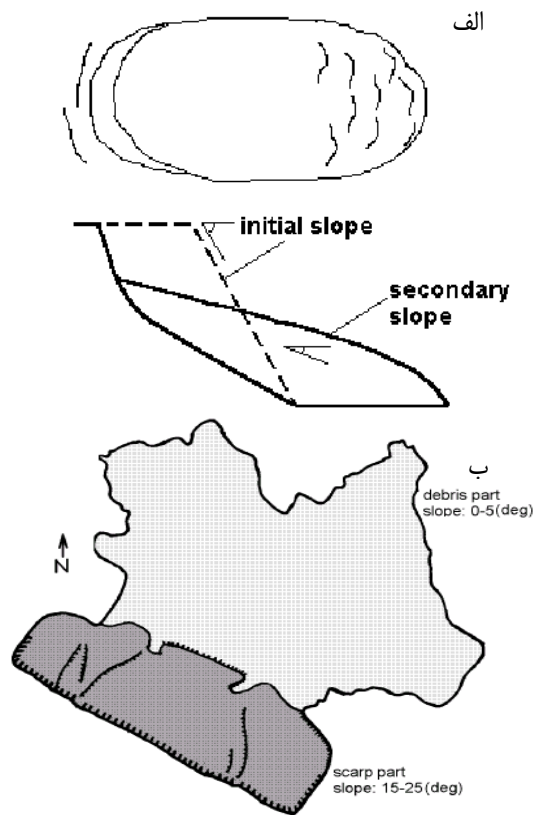 الف
initial slope
secondary
slope
ب
debris part
slope: 0-5(deg)
N
scarp part
slope: 15-25(deg)